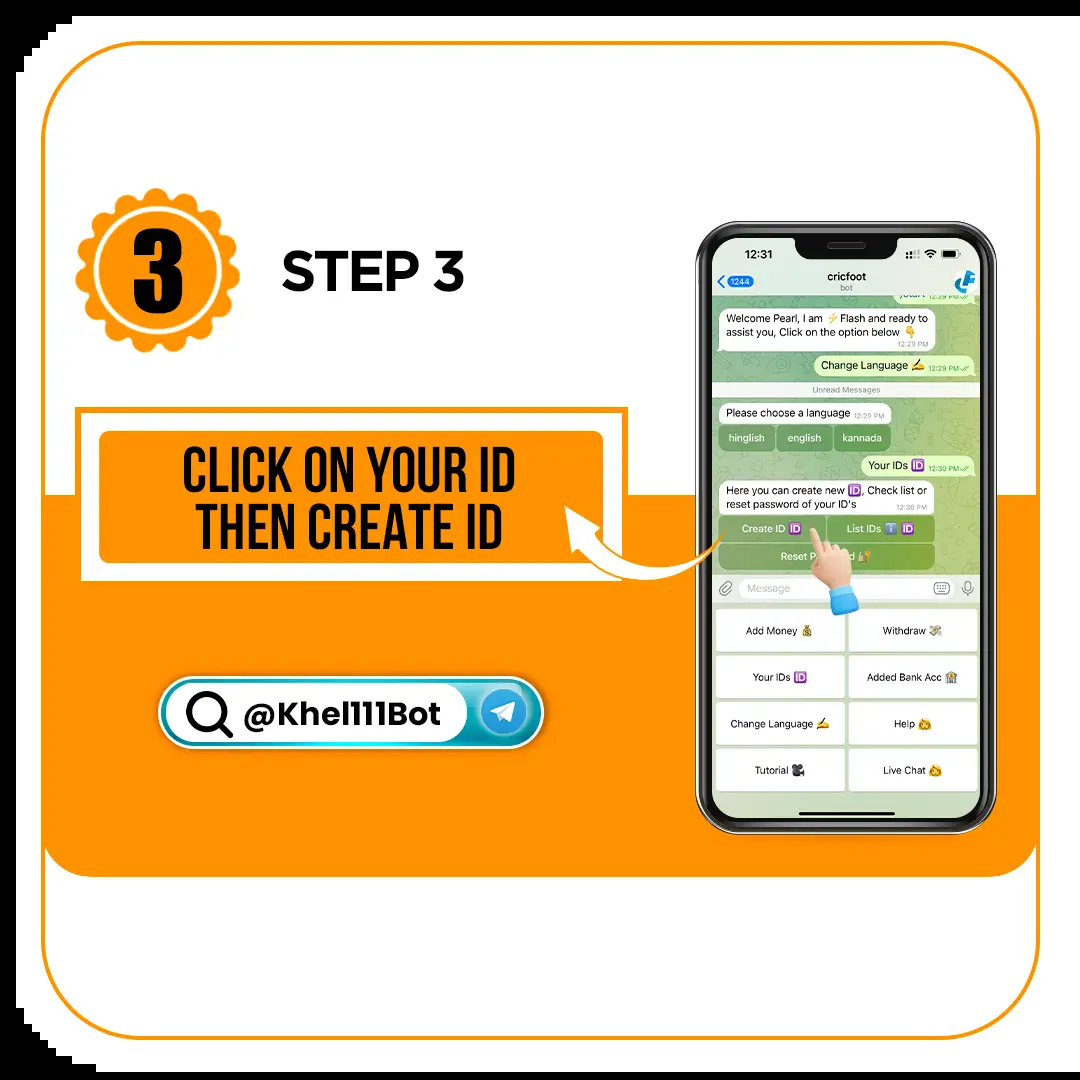 3
STEP 3
CLICK ON YOUR ID
THEN CREATE ID
@Khel111Bot
12:31
1244
cricfoot
bot
12:29 PM
Welcome Pearl, I am ⚡Flash and ready to
assist you, Click on the option below 👇
12:29 PM
Change Language ✍️ 12:29 PM
Unread Messages
Please choose a language 12:29 PM
hinglish english kannada
Your IDs 🆔 12:30 PM
Here you can create new 🆔, Check list or
reset password of your ID's
12:30 PM
Create ID 🆔 List IDs ℹ️ 🆔
Reset
Message
Add Money 💰 Withdraw 💸
Your IDs 🆔 Added Bank Acc 🏦
Change Language ✍️ Help 🙋
Tutorial 🎥 Live Chat 🙋